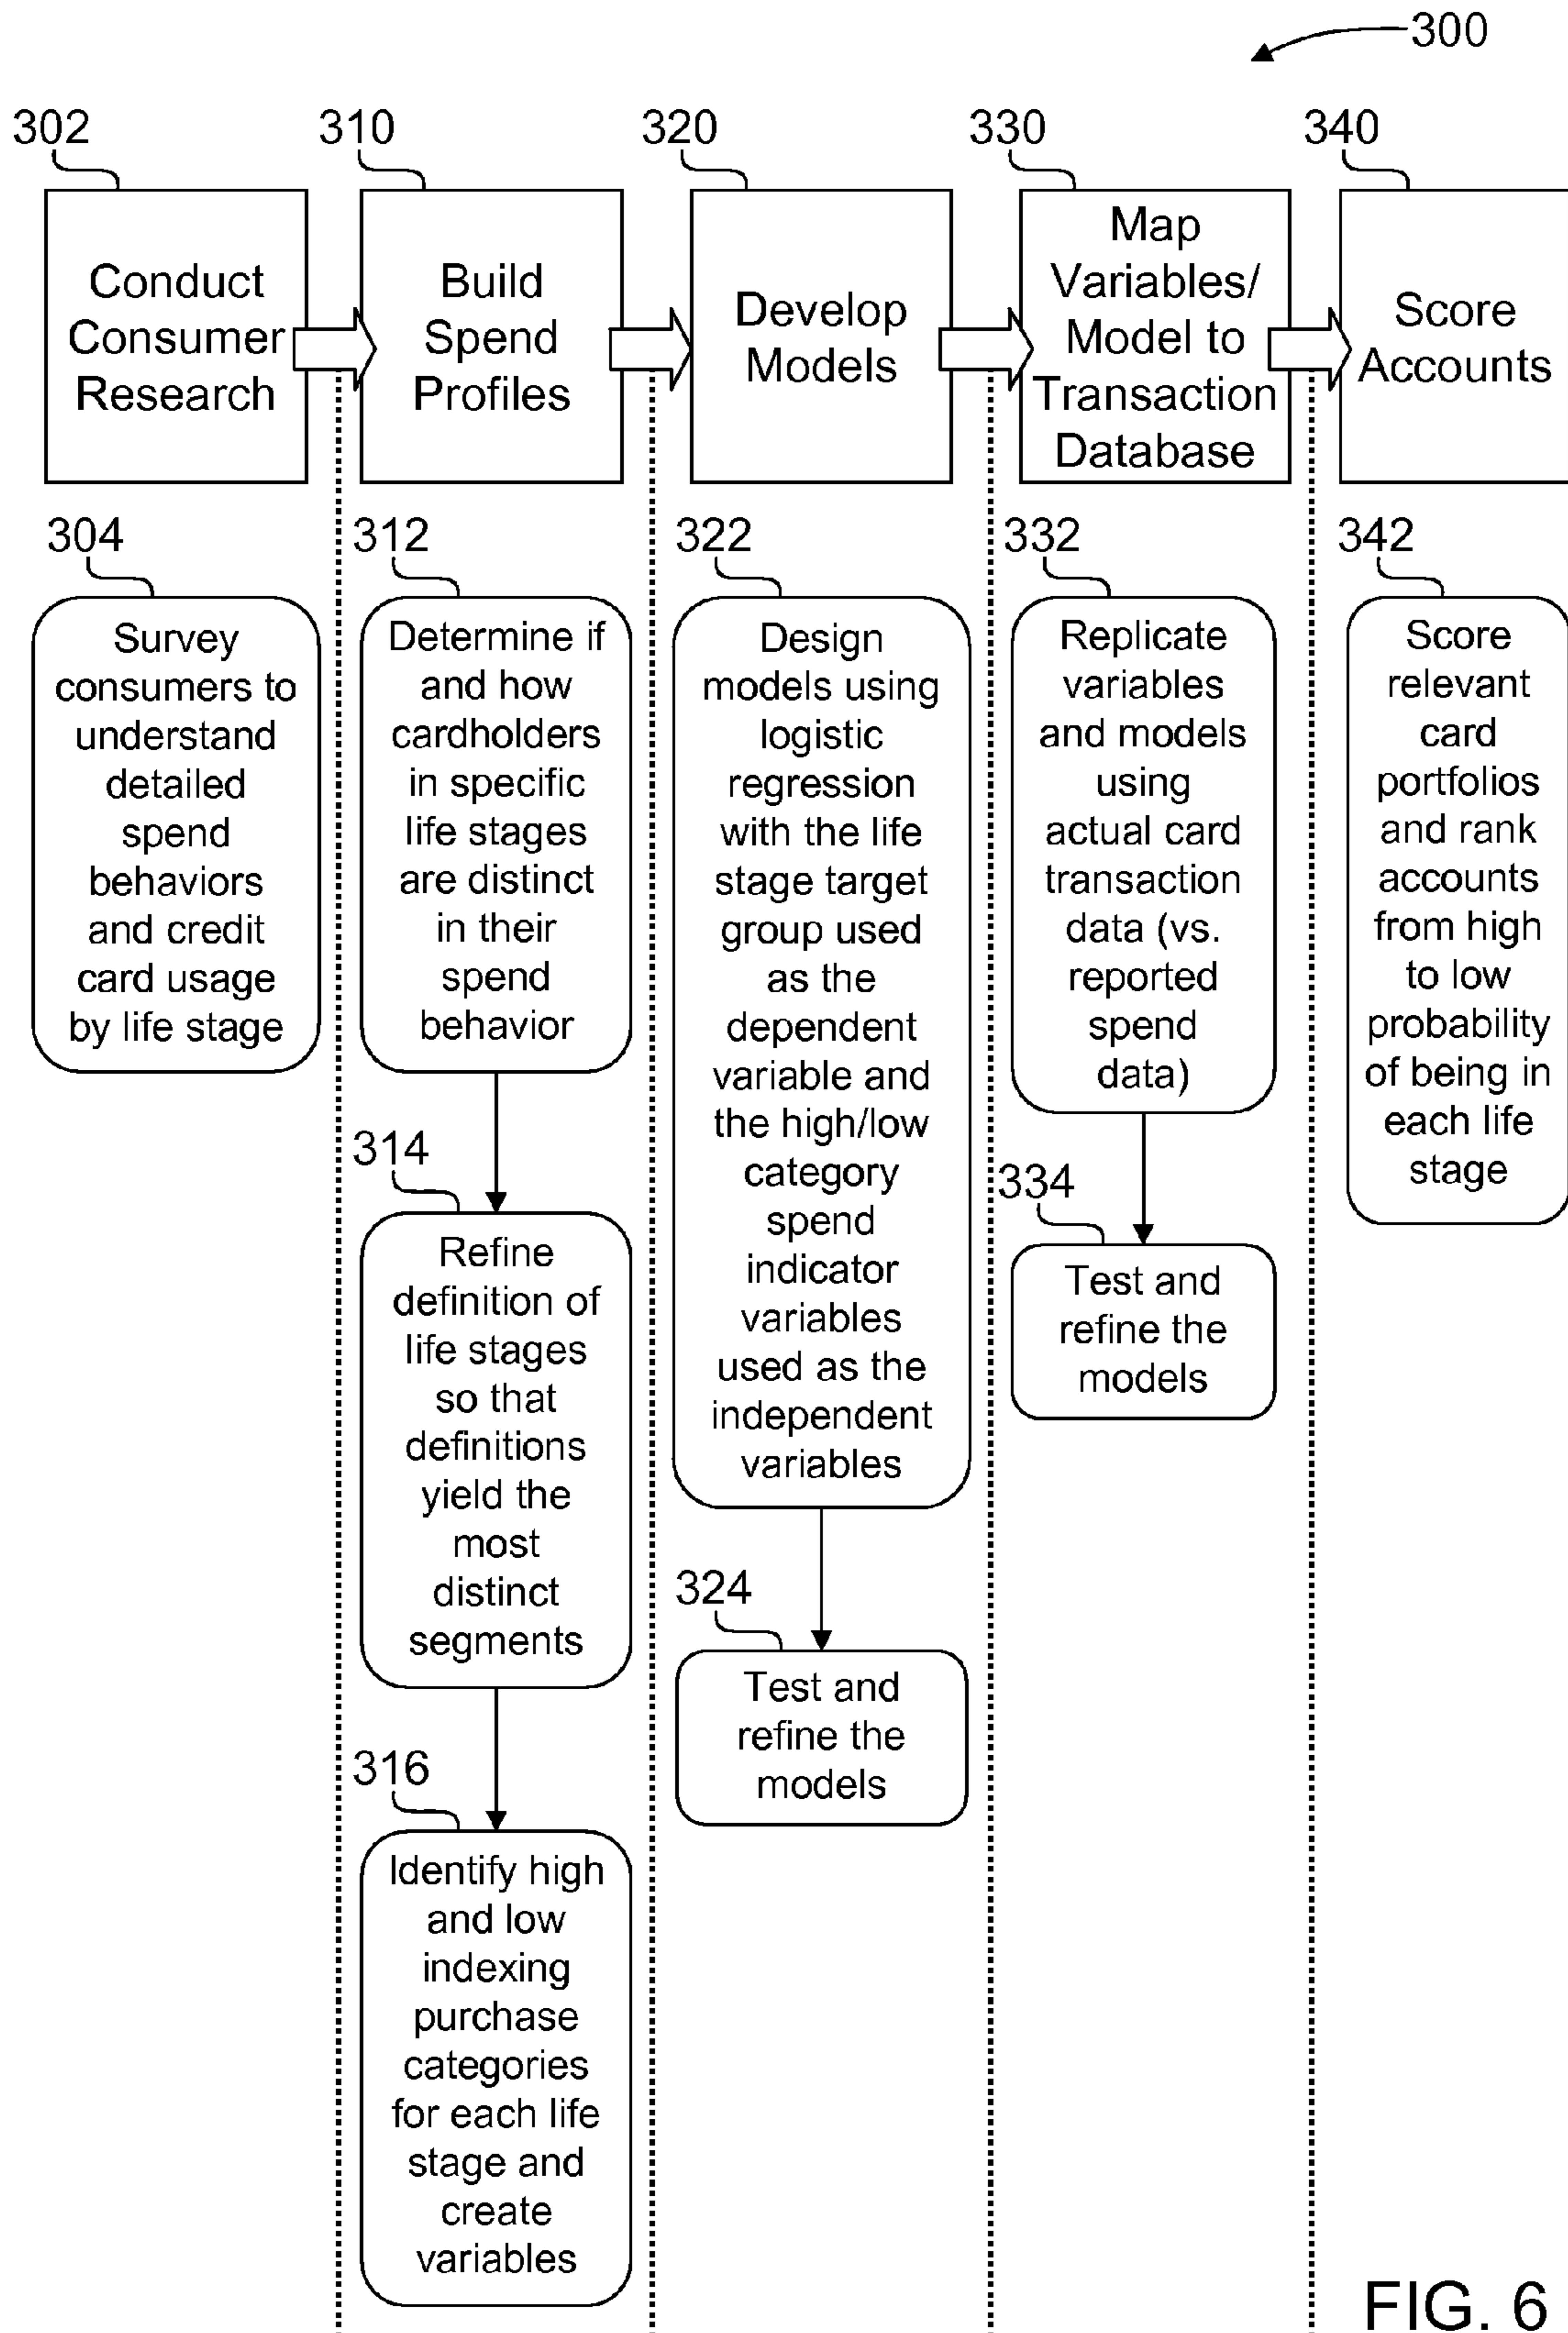 300
302
Conduct
Consumer
Research
310
Build
Spend
Profiles
320
Develop
Models
330
Map
Variables/
Model to
Transaction
Database
340
Score
Accounts
304
Survey
consumers to
understand
detailed
spend
behaviors
and credit
card usage
by life stage
312
Determine if
and how
cardholders
in specific
life stages
are distinct
in their
spend
behavior
314
Refine
definition of
life stages
so that
definitions
yield the
most
distinct
segments
316
Identify high
and low
indexing
purchase
categories
for each life
stage and
create
variables
322
Design
models using
logistic
regression
with the life
stage target
group used
as the
dependent
variable and
the high/low
category
spend
indicator
variables
used as the
independent
variables
324
Test and
refine the
models
332
Replicate
variables
and models
using
actual card
transaction
data (vs.
reported
spend
data)
334
Test and
refine the
models
342
Score
relevant
card
portfolios
and rank
accounts
from high
to low
probability
of being in
each life
stage
FIG. 6